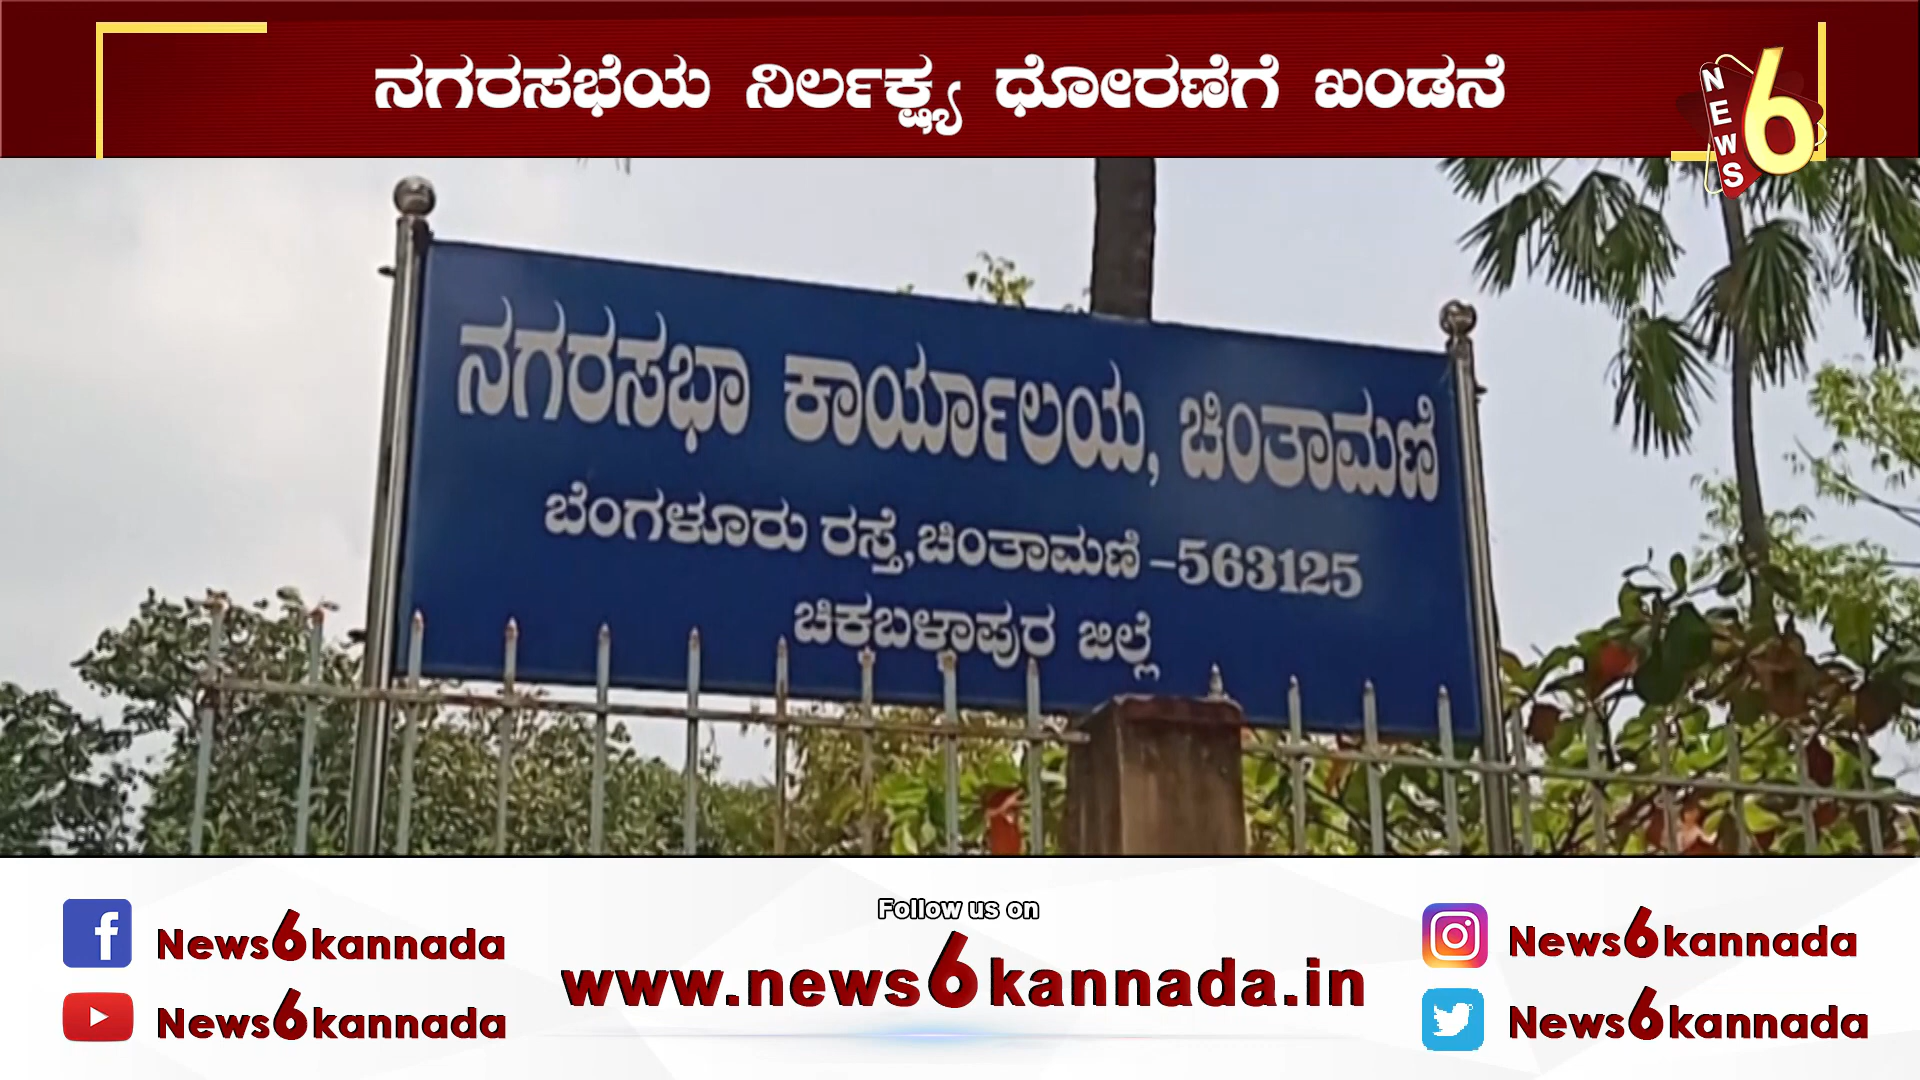 ನಗರಸಭೆಯ ನಿರ್ಲಕ್ಷ್ಯ ಧೋರಣೆಗೆ ಖಂಡನೆ
NEWS 6
ನಗರಸಭಾ ಕಾರ್ಯಾಲಯ, ಚಿಂತಾಮಣಿ
ಬೆಂಗಳೂರು ರಸ್ತೆ,ಚಿಂತಾಮಣಿ -563125
ಚಿಕಬಳ್ಳಾಪುರ ಜಿಲ್ಲೆ
Follow us on
News6kannada
www.news6kannada.in
News6kannada
News6kannada
News6kannada